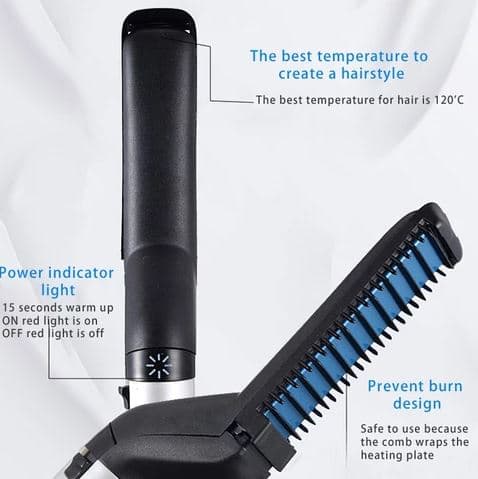 The best temperature to
create a hairstyle
The best temperature for hair is 120°C
Power indicator
light
15 seconds warm up
ON red light is on
OFF red light is off
Prevent burn
design
Safe to use because
the comb wraps the
heating plate